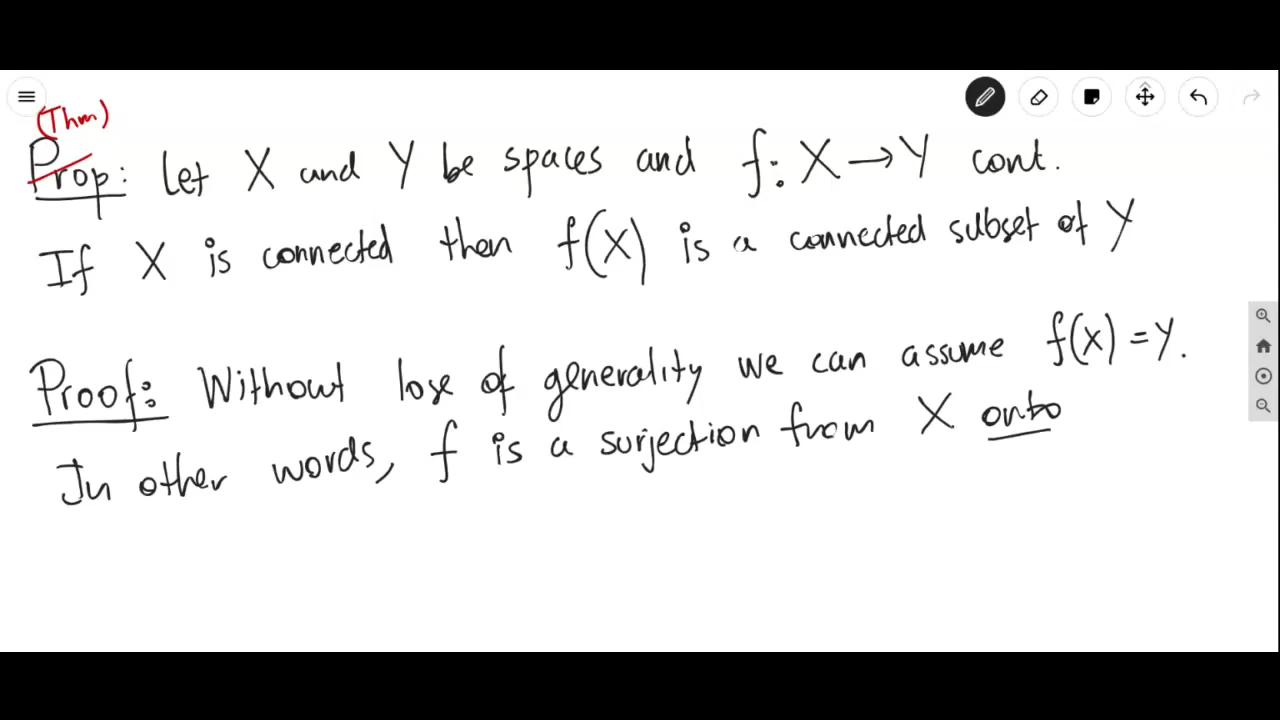 (Thm)
Prop: Let X and Y be spaces and f: X → Y cont.
If X is connected then f(X) is a connected subset of Y
Proof: Without lose of generality we can assume f(X) = Y.
In other words, f is a surjection from X onto